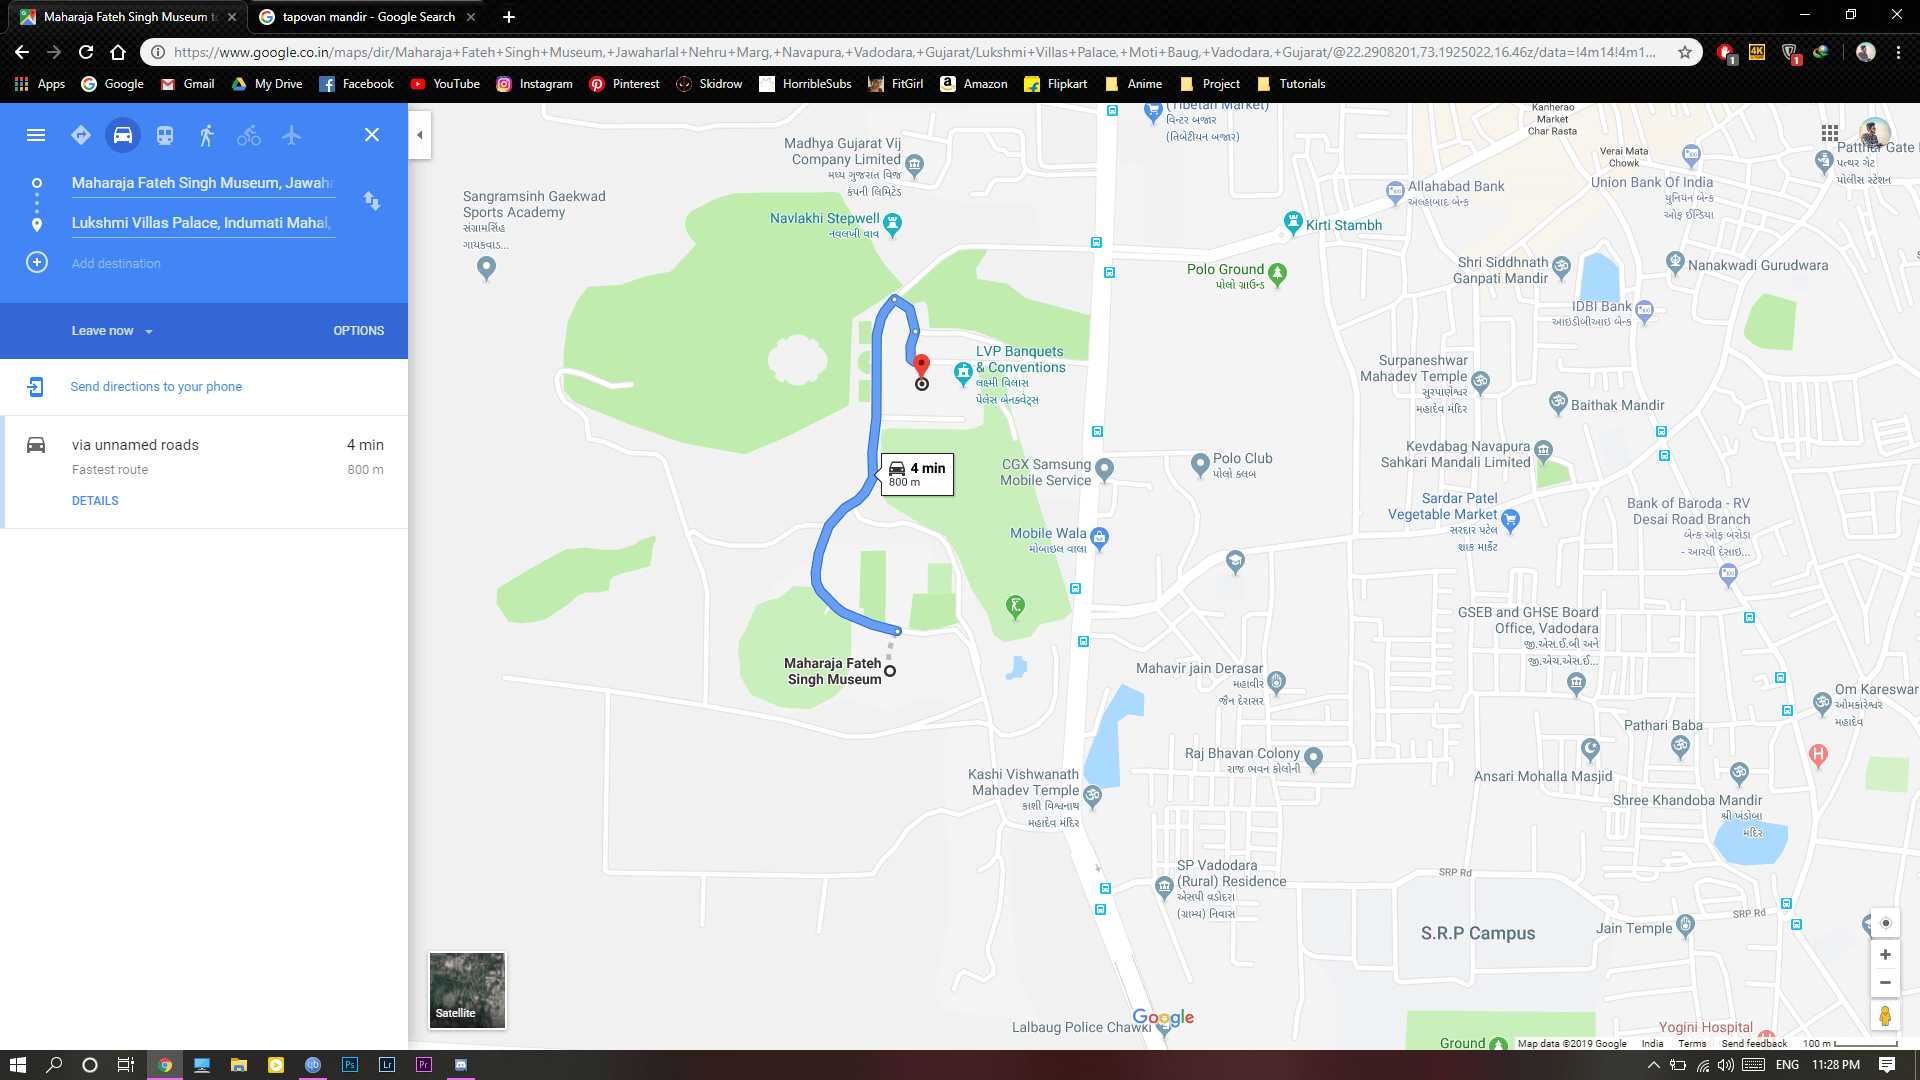 Maharaja Fateh Singh Museum to
tapovan mandir - Google Search
https://www.google.co.in/maps/dir/Maharaja+Fateh+Singh+Museum,+Jawaharlal+Nehru+Marg,+Navapura,+Vadodara,+Gujarat/Lukshmi+Villas+Palace,+Moti+Baug,+Vadodara,+Gujarat/@22.2908201,73.1925022,16.46z/data=!4m14!4m1...
Apps Google Gmail My Drive Facebook YouTube Instagram Pinterest Skidrow HorribleSubs FitGirl Amazon Flipkart Anime Project Tutorials
Maharaja Fateh Singh Museum, Jawah
Lukshmi Villas Palace, Indumati Mahal,
Add destination
Leave now
OPTIONS
Send directions to your phone
via unnamed roads
4 min
Fastest route
800 m
DETAILS
(Tibetan Market)
વિન્ટર બજાર
(તિબેટીયન બજાર)
Kanherao
Market
Char Rasta
Verai Mata
Chowk
Patthar Gate
પત્થર ગેટ
પોલીસ સ્ટેશન
Madhya Gujarat Vij
Company Limited
મધ્ય ગુજરાત વિજ
કંપની લિમિટેડ
Sangramsinh Gaekwad
Sports Academy
સંગ્રામસિંહ
ગાયકવાડ...
Navlakhi Stepwell
નવલખી વાવ
Allahabad Bank
અલ્હાબાદ બેન્ક
Union Bank Of India
યુનિયન બેન્ક
ઓફ ઈન્ડિયા
Kirti Stambh
Polo Ground
પોલો ગ્રાઉન્ડ
Shri Siddhnath
Ganpati Mandir
Nanakwadi Gurudwara
IDBI Bank
આઇડીબીઆઇ બેન્ક
LVP Banquets
& Conventions
લક્ષ્મી વિલાસ
પેલેસ બેનક્વેટ્સ
Surpaneshwar
Mahadev Temple
સુરપાણેશ્વર
મહાદેવ મંદિર
Baithak Mandir
4 min
800 m
CGX Samsung
Mobile Service
Polo Club
પોલો ક્લબ
Kevdabag Navapura
Sahkari Mandali Limited
Sardar Patel
Vegetable Market
સરદાર પટેલ
શાક માર્કેટ
Bank of Baroda - RV
Desai Road Branch
બેન્ક ઓફ બરોડા
- આરવી દેસાઇ...
Mobile Wala
મોબાઇલ વાલા
GSEB and GHSE Board
Office, Vadodara
જી.એસ.ઈ.બી અને
જી.એચ.એસ.ઈ...
Maharaja Fateh
Singh Museum
Mahavir jain Derasar
મહાવીર
જૈન દેરાસર
Om Kareswar
ઓમકારેશ્વર
મહાદેવ
Pathari Baba
Raj Bhavan Colony
રાજ ભવન કોલોની
Ansari Mohalla Masjid
Kashi Vishwanath
Mahadev Temple
કાશી વિશ્વનાથ
મહાદેવ મંદિર
Shree Khandoba Mandir
શ્રી ખંડોબા
મંદિર
SP Vadodara
(Rural) Residence
એસપી વડોદરા
(ગ્રામ્ય) નિવાસ
SRP Rd
SRP Rd
S.R.P Campus
Jain Temple
Satellite
Google
Lalbaug Police Chawki
Yogini Hospital
Ground
Map data ©2019 Google India Terms Send feedback 100 m
ENG 11:28 PM